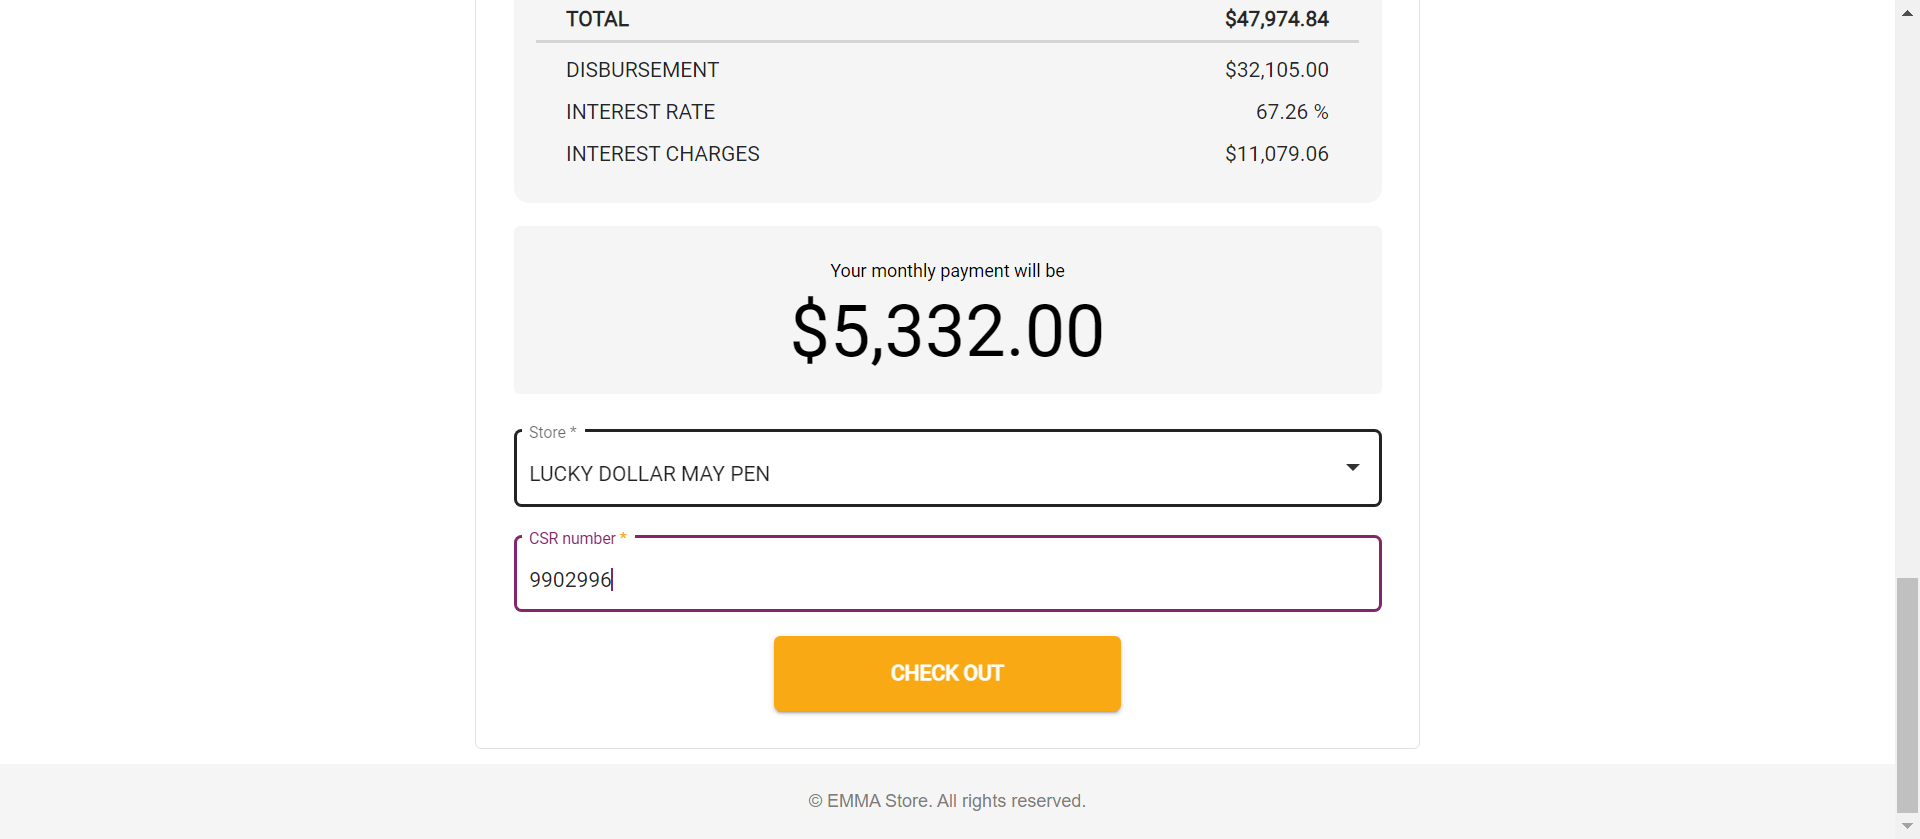 TOTAL $47,974.84
DISBURSEMENT $32,105.00
INTEREST RATE 67.26 %
INTEREST CHARGES $11,079.06
Your monthly payment will be
$5,332.00
Store *
LUCKY DOLLAR MAY PEN
CSR number *
9902996
CHECK OUT
© EMMA Store. All rights reserved.